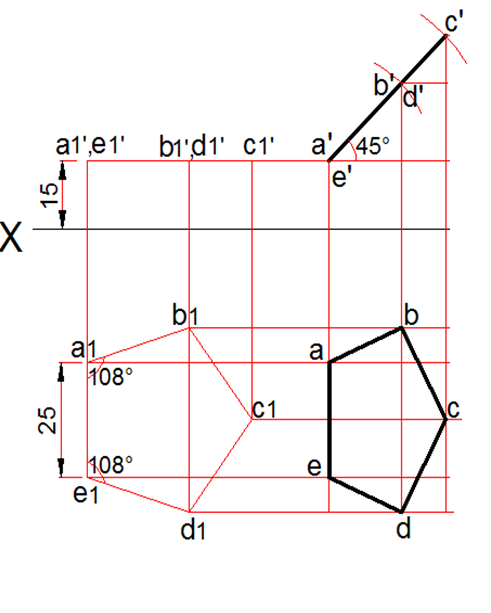 c'
b' d'
a1',e1' b1',d1' c1' a' 45°
e'
15
X
b1 b
a1 a
108°
25
c1 c
108° e
e1
d1 d